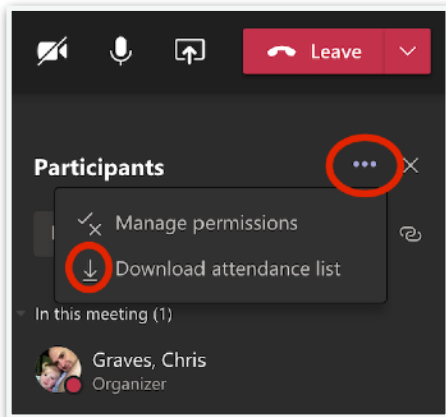 Leave
Participants
Manage permissions
Download attendance list
In this meeting (1)
Graves, Chris
Organizer